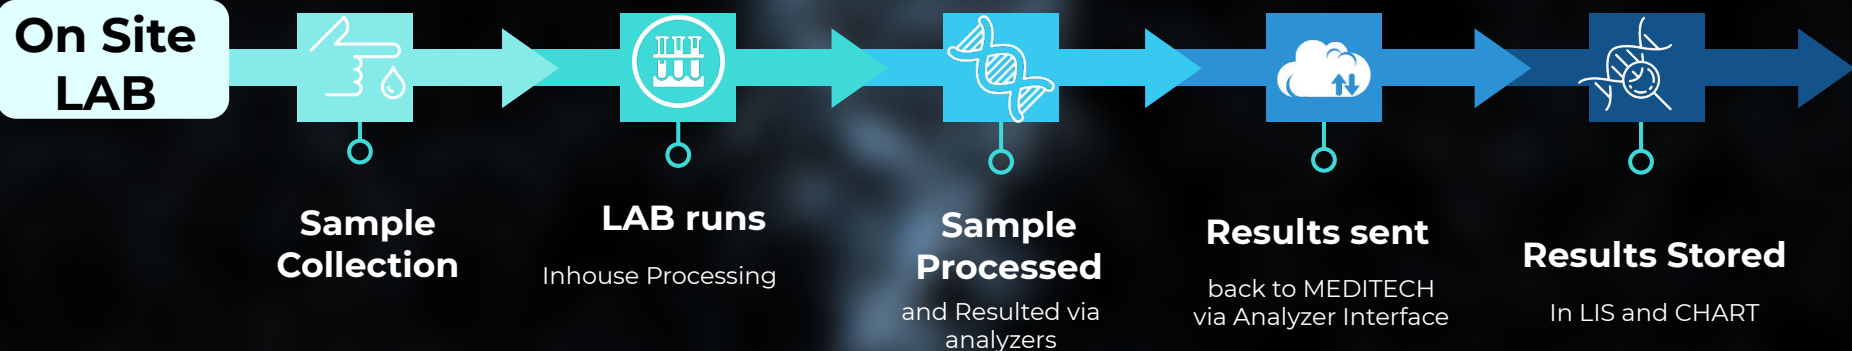 On Site
LAB
Sample
Collection
LAB runs
Inhouse Processing
Sample
Processed
and Resulted via
analyzers
Results sent
back to MEDITECH
via Analyzer Interface
Results Stored
In LIS and CHART